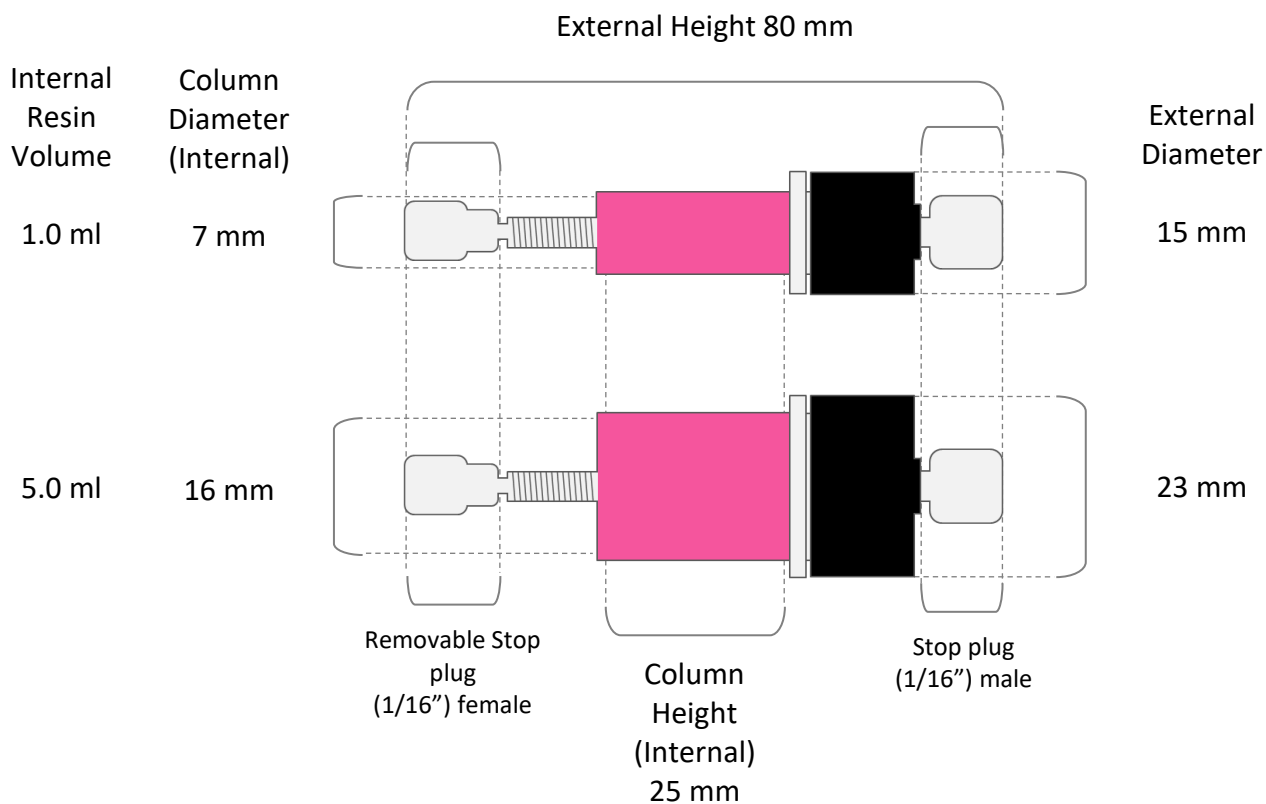 External Height 80 mm
Internal
Resin
Volume
Column
Diameter
(Internal)
External
Diameter
1.0 ml
7 mm
15 mm
5.0 ml
16 mm
23 mm
Removable Stop
plug
(1/16”) female
Column
Height
(Internal)
25 mm
Stop plug
(1/16”) male